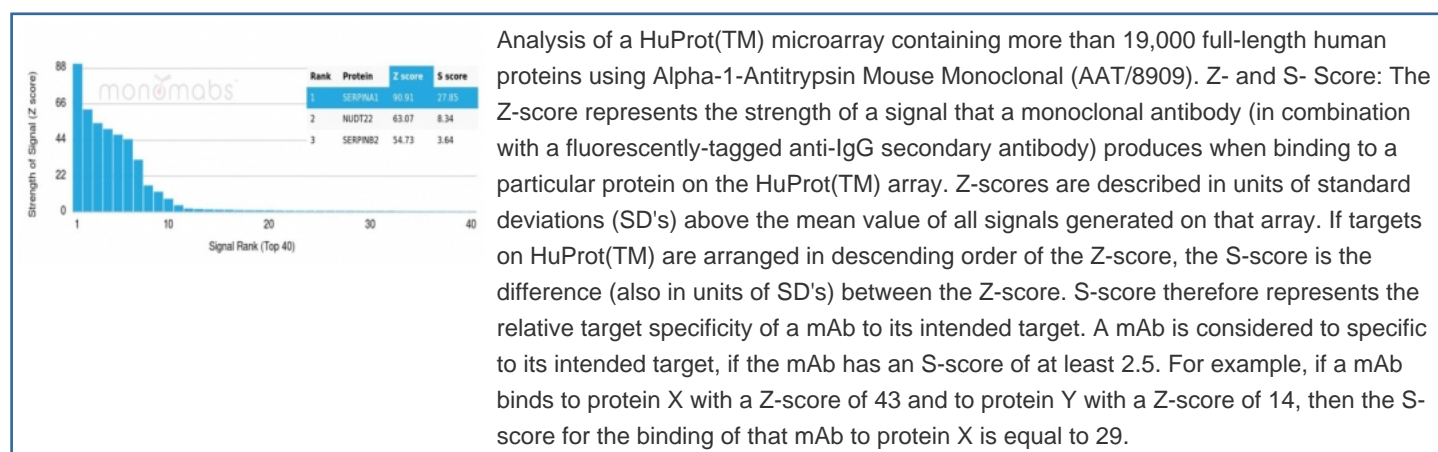 88
66
44
22
0
Strength of Signal (Z score)
monomabs
Rank Protein Z score S score
1 SERPINA1 90.91 27.85
2 NUDT22 63.07 8.34
3 SERPINB2 54.73 3.64
1 10 20 30 40
Signal Rank (Top 40)
Analysis of a HuProt(TM) microarray containing more than 19,000 full-length human
proteins using Alpha-1-Antitrypsin Mouse Monoclonal (AAT/8909). Z- and S- Score: The
Z-score represents the strength of a signal that a monoclonal antibody (in combination
with a fluorescently-tagged anti-IgG secondary antibody) produces when binding to a
particular protein on the HuProt(TM) array. Z-scores are described in units of standard
deviations (SD's) above the mean value of all signals generated on that array. If targets
on HuProt(TM) are arranged in descending order of the Z-score, the S-score is the
difference (also in units of SD's) between the Z-score. S-score therefore represents the
relative target specificity of a mAb to its intended target. A mAb is considered to specific
to its intended target, if the mAb has an S-score of at least 2.5. For example, if a mAb
binds to protein X with a Z-score of 43 and to protein Y with a Z-score of 14, then the S-
score for the binding of that mAb to protein X is equal to 29.